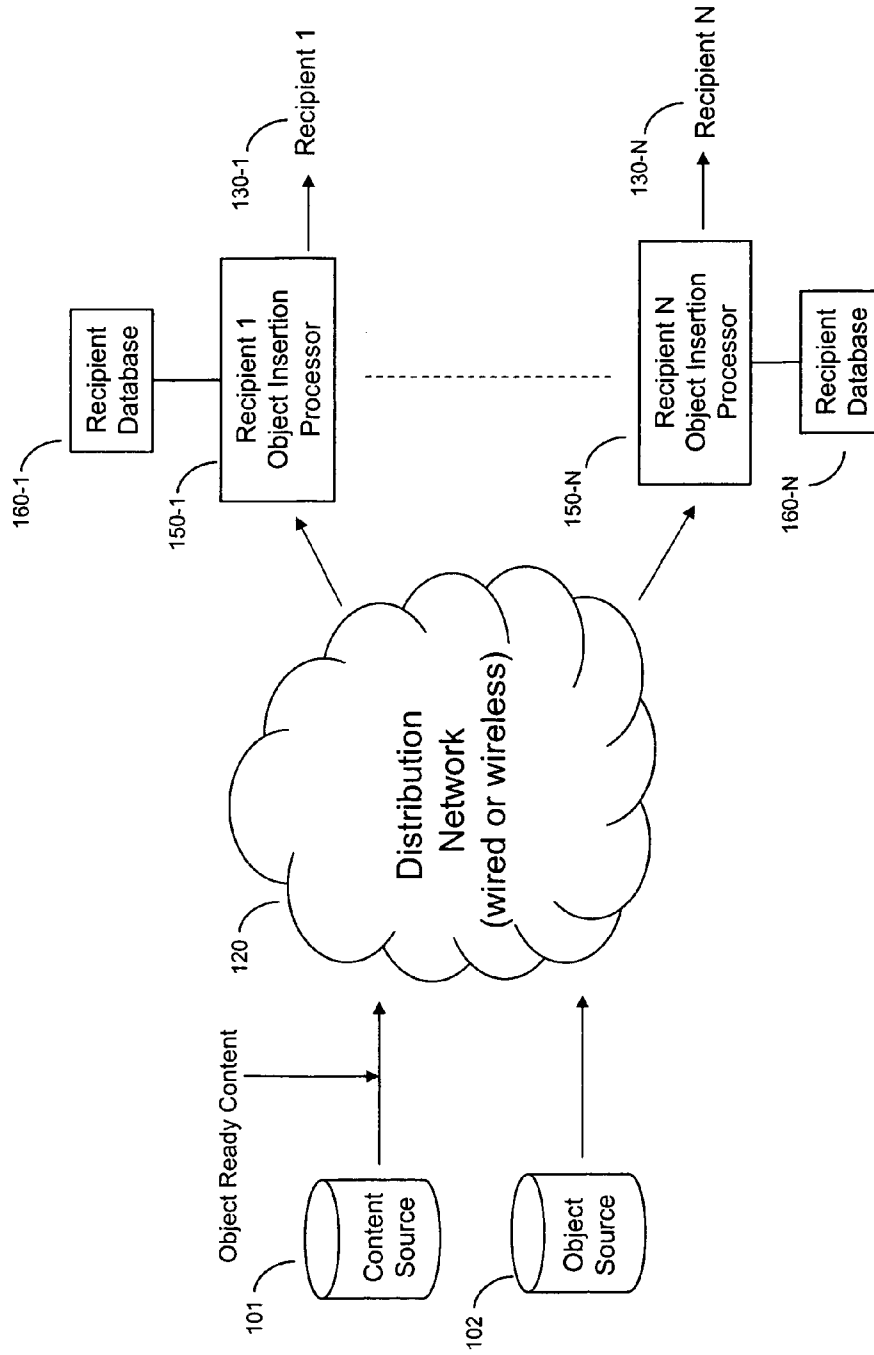 Object Ready Content
101
Content
Source
102
Object
Source
120
Distribution
Network
(wired or wireless)
160-1
Recipient
Database
150-1
Recipient 1
Object Insertion
Processor
130-1
Recipient 1
150-N
Recipient N
Object Insertion
Processor
130-N
Recipient N
160-N
Recipient
Database